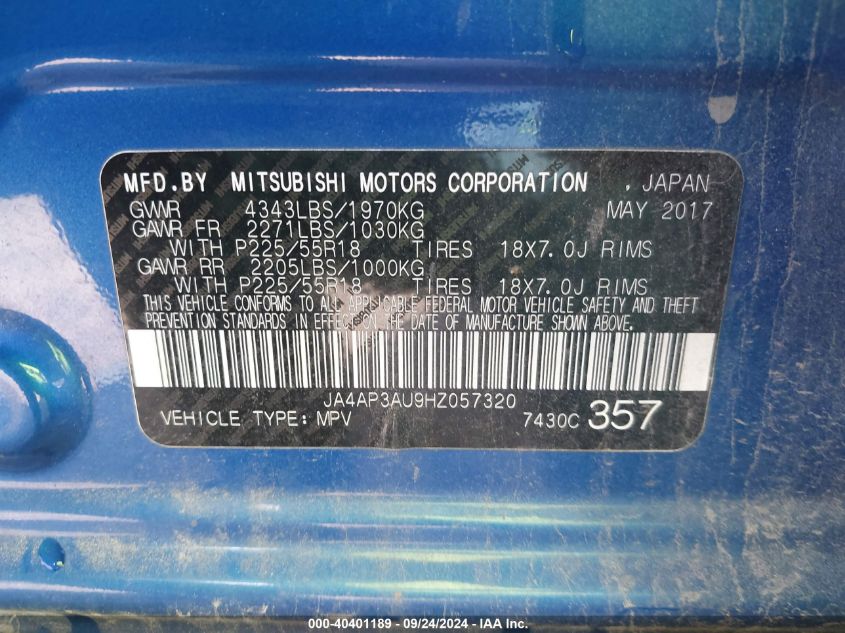 MFD.BY MITSUBISHI MOTORS CORPORATION . JAPAN
GVWR 4343LBS/1970KG MAY 2017
GAWR FR 2271LBS/1030KG
WITH P225/55R18 TIRES 18X7.0J RIMS
GAWR RR 2205LBS/1000KG
WITH P225/55R18 TIRES 18X7.0J RIMS
THIS VEHICLE CONFORMS TO ALL APPLICABLE FEDERAL MOTOR VEHICLE SAFETY AND THEFT
PREVENTION STANDARDS IN EFFECT ON THE DATE OF MANUFACTURE SHOWN ABOVE.
JA4AP3AU9HZ057320
VEHICLE TYPE: MPV 7430C 357
000-40401189 - 09/24/2024 - IAA Inc.